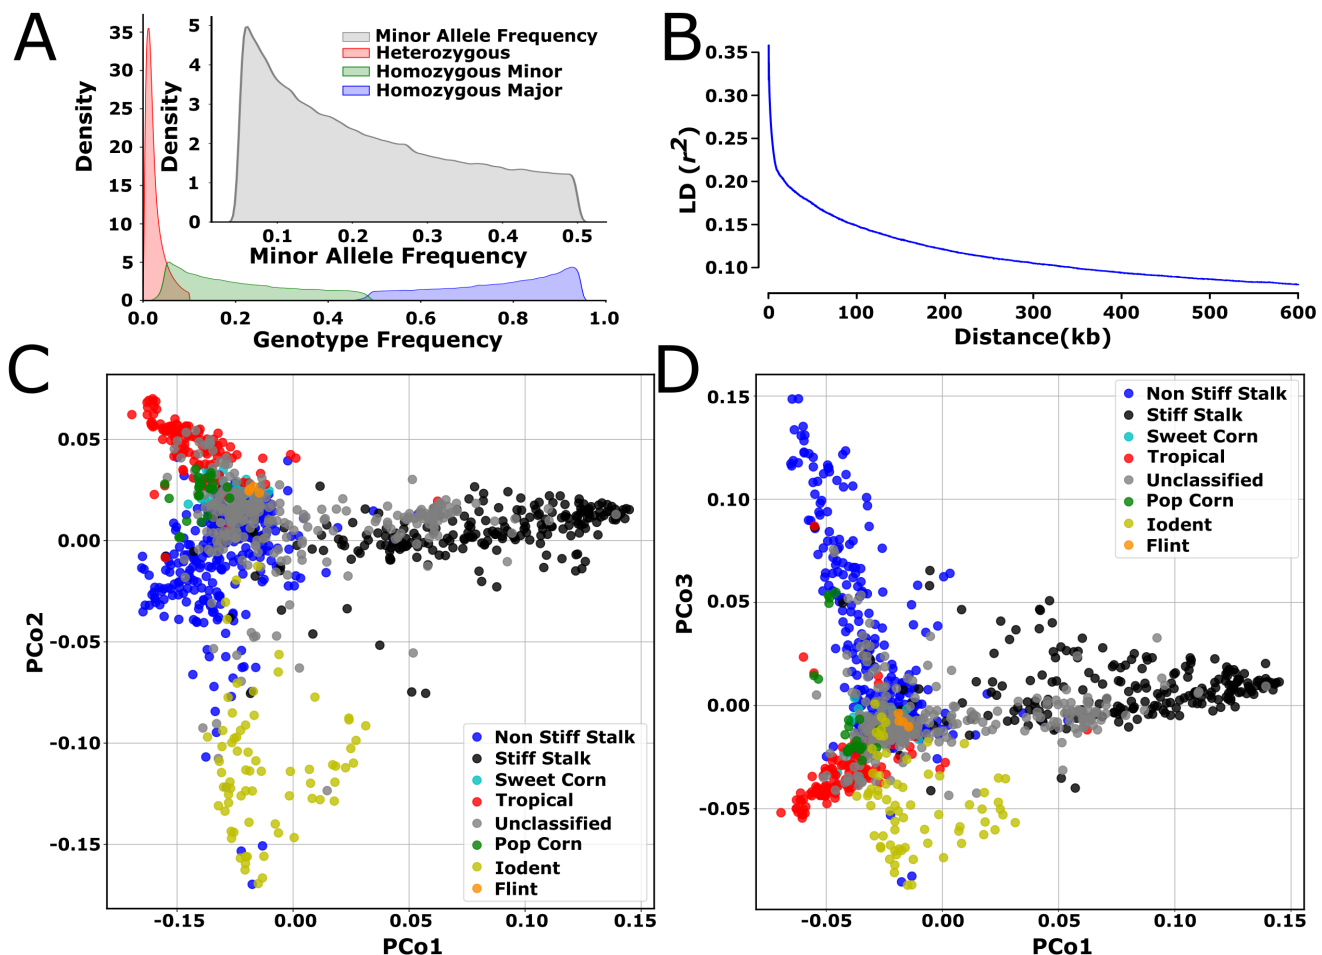 A
35
30
25
20
15
10
5
0
Density
0.0
0.2
0.4
0.6
0.8
1.0
Genotype Frequency
5
4
3
2
1
0
Density
0.1
0.2
0.3
0.4
0.5
Minor Allele Frequency
Minor Allele Frequency
Heterozygous
Homozygous Minor
Homozygous Major
B
0.35
0.30
0.25
0.20
0.15
0.10
LD (r²)
0
100
200
300
400
500
600
Distance(kb)
C
0.05
0.00
-0.05
-0.10
-0.15
PCo2
-0.15
0.00
0.05
0.10
0.15
PCo1
Non Stiff Stalk
Stiff Stalk
Sweet Corn
Tropical
Unclassified
Pop Corn
Iodent
Flint
D
0.15
0.10
0.05
0.00
-0.05
PCo3
-0.05
0.00
0.05
0.10
0.15
PCo1
Non Stiff Stalk
Stiff Stalk
Sweet Corn
Tropical
Unclassified
Pop Corn
Iodent
Flint